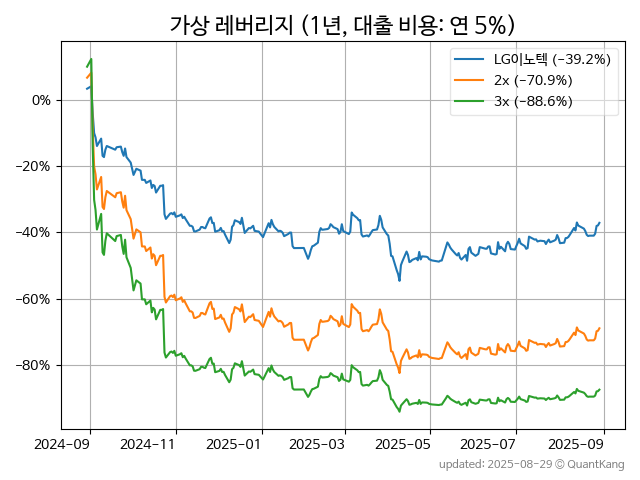 가상 레버리지 (1년, 대출 비용: 연 5%)
LG이노텍 (-39.2%)
2x (-70.9%)
3x (-88.6%)
0%
-20%
-40%
-60%
-80%
2024-09 2024-11 2025-01 2025-03 2025-05 2025-07 2025-09
updated: 2025-08-29 © QuantKang